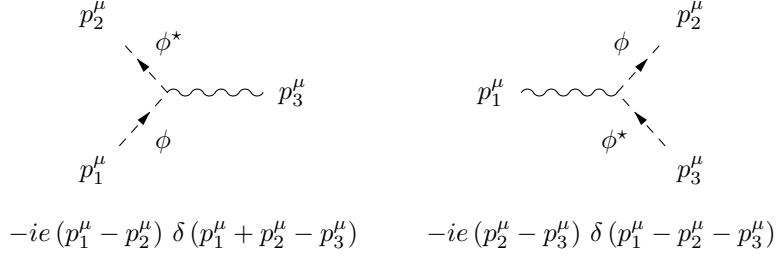 p_2^μ p_2^μ
φ^⋆ φ
p_3^μ p_1^μ
φ φ^⋆
p_1^μ p_3^μ
−ie (p_1^μ − p_2^μ) δ (p_1^μ + p_2^μ − p_3^μ) −ie (p_2^μ − p_3^μ) δ (p_1^μ − p_2^μ − p_3^μ)